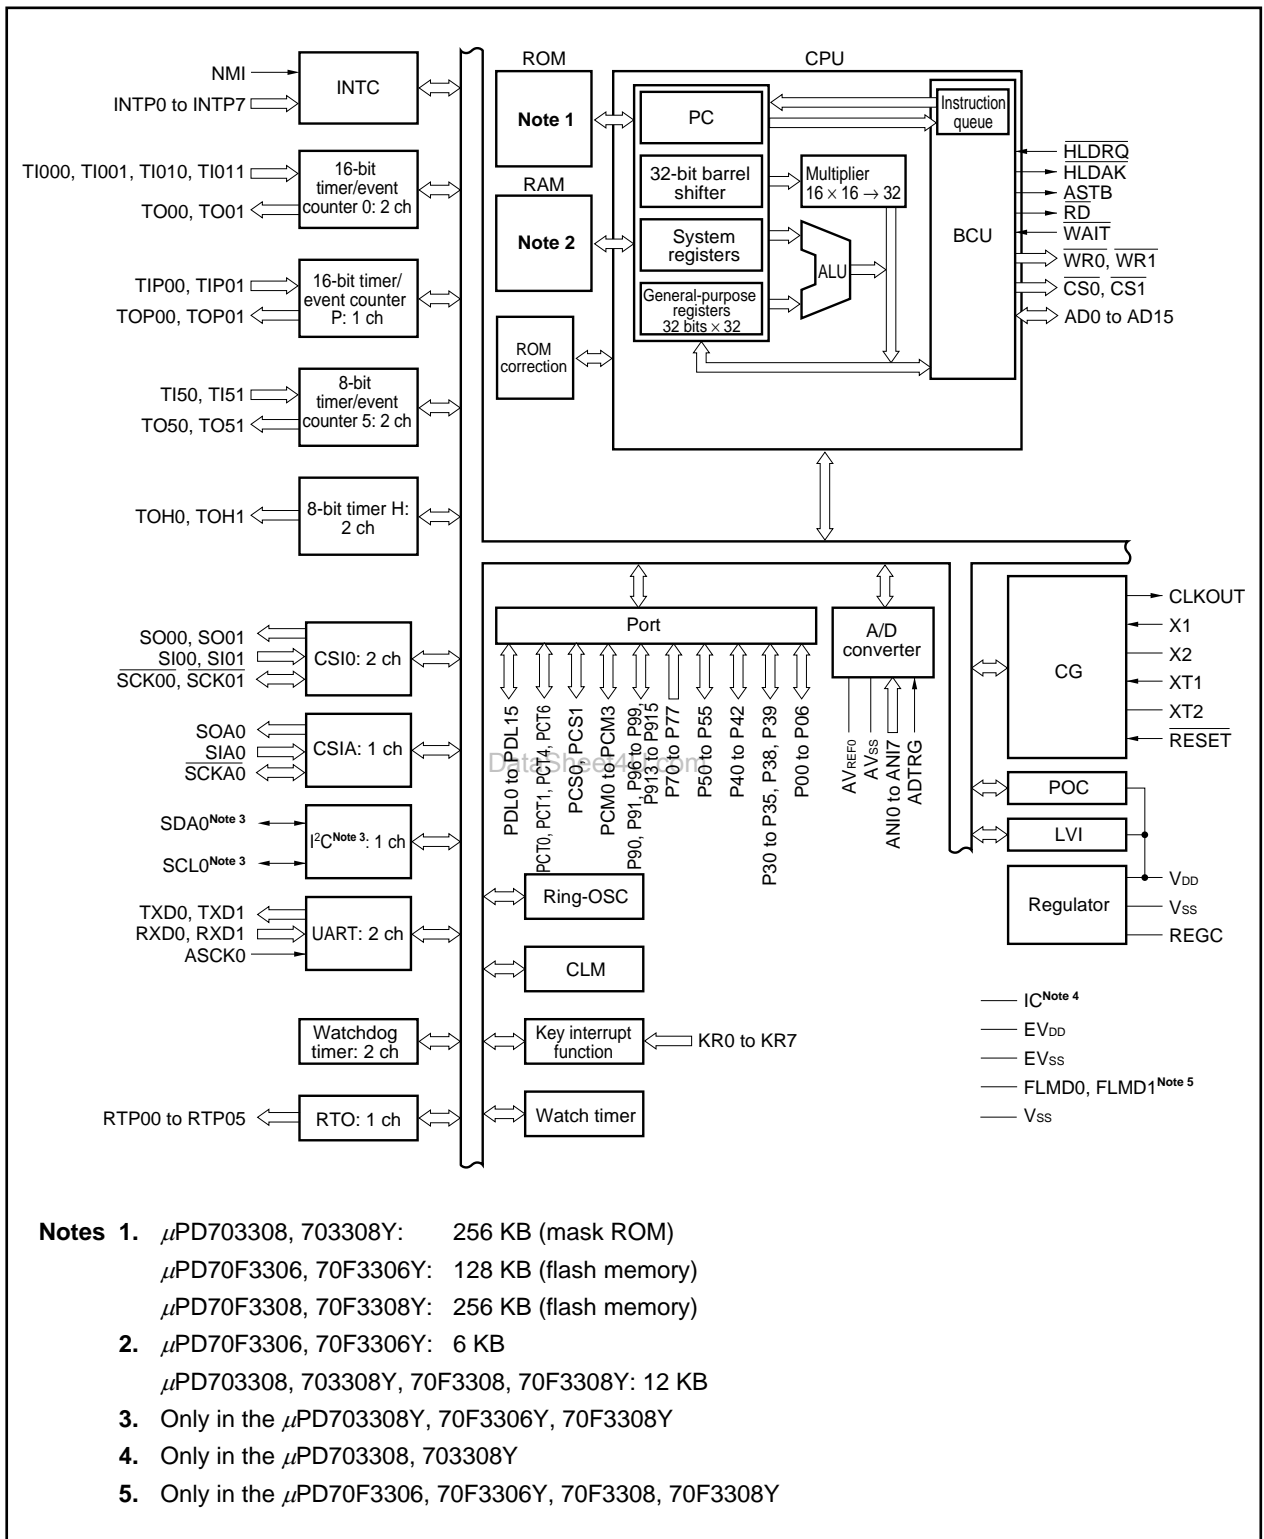 ROM
CPU
NMI
INTP0 to INTP7
INTC
Note 1
PC
Instruction
queue
TI000, TI001, TI010, TI011
TO00, TO01
16-bit
timer/event
counter 0: 2 ch
RAM
Note 2
32-bit barrel
shifter
Multiplier
16 × 16 → 32
System
registers
ALU
General-purpose
registers
32 bits × 32
BCU
HLDRQ
HLDAK
ASTB
RD
WAIT
WR0, WR1
CS0, CS1
AD0 to AD15
TIP00, TIP01
TOP00, TOP01
16-bit timer/
event counter
P: 1 ch
ROM
correction
TI50, TI51
TO50, TO51
8-bit
timer/event
counter 5: 2 ch
TOH0, TOH1
8-bit timer H:
2 ch
SO00, SO01
SI00, SI01
SCK00, SCK01
CSI0: 2 ch
Port
A/D
converter
CG
CLKOUT
X1
X2
XT1
XT2
RESET
SOA0
SIA0
SCKA0
CSIA: 1 ch
PDL0 to PDL15
PCT0, PCT1, PCT4, PCT6
PCS0, PCS1
PCM0 to PCM3
P90, P91, P96 to P99,
P913 to P915
P70 to P77
P50 to P55
P40 to P42
P30 to P35, P38, P39
P00 to P06
AVREF0
AVSS
ANI0 to ANI7
ADTRG
DataSheet4U.com
POC
LVI
Regulator
VDD
VSS
REGC
SDA0Note 3
SCL0Note 3
I2CNote 3: 1 ch
TXD0, TXD1
RXD0, RXD1
ASCK0
UART: 2 ch
Ring-OSC
CLM
Watchdog
timer: 2 ch
Key interrupt
function
KR0 to KR7
RTP00 to RTP05
RTO: 1 ch
Watch timer
ICNote 4
EVDD
EVSS
FLMD0, FLMD1Note 5
VSS
Notes 1. μPD703308, 703308Y: 256 KB (mask ROM)
μPD70F3306, 70F3306Y: 128 KB (flash memory)
μPD70F3308, 70F3308Y: 256 KB (flash memory)
2. μPD70F3306, 70F3306Y: 6 KB
μPD703308, 703308Y, 70F3308, 70F3308Y: 12 KB
3. Only in the μPD703308Y, 70F3306Y, 70F3308Y
4. Only in the μPD703308, 703308Y
5. Only in the μPD70F3306, 70F3306Y, 70F3308, 70F3308Y